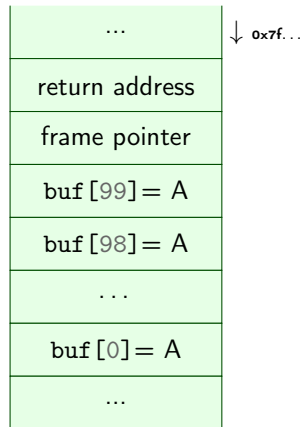 ...
↓ 0x7f...
return address
frame pointer
buf[99]= A
buf[98]= A
...
buf[0]= A
...